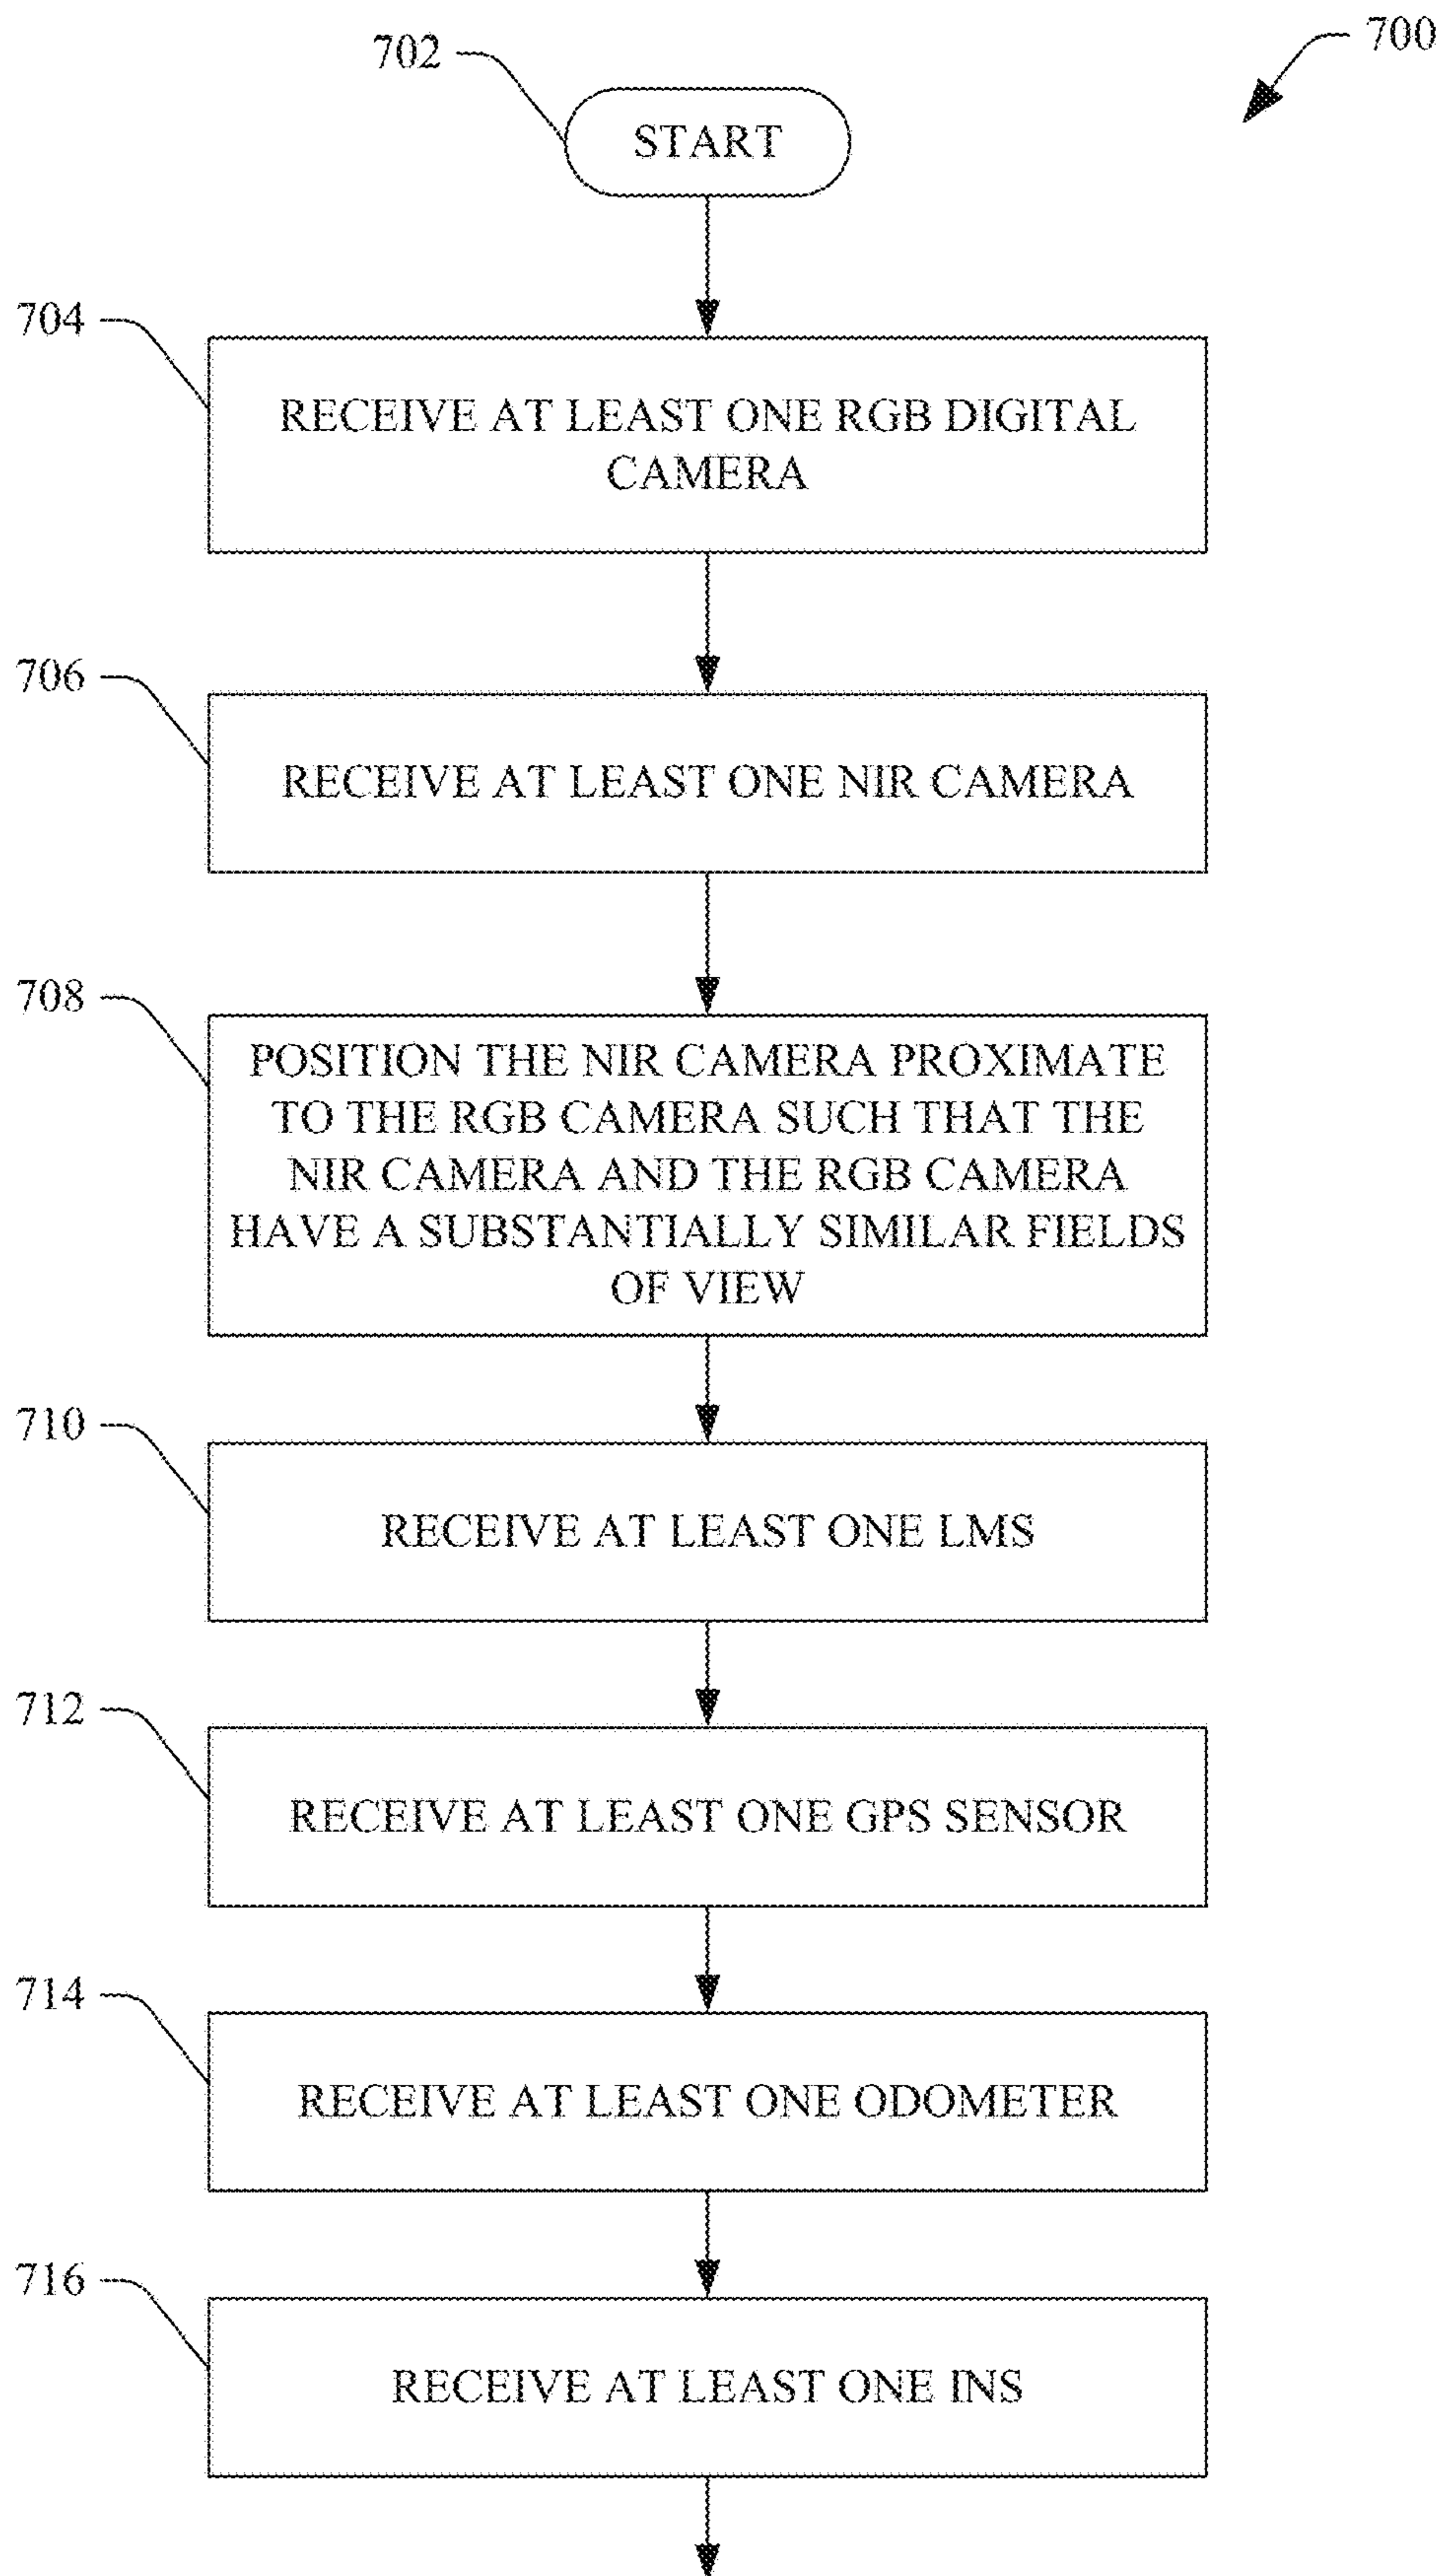 700
702
START
704
RECEIVE AT LEAST ONE RGB DIGITAL
CAMERA
706
RECEIVE AT LEAST ONE NIR CAMERA
708
POSITION THE NIR CAMERA PROXIMATE
TO THE RGB CAMERA SUCH THAT THE
NIR CAMERA AND THE RGB CAMERA
HAVE A SUBSTANTIALLY SIMILAR FIELDS
OF VIEW
710
RECEIVE AT LEAST ONE LMS
712
RECEIVE AT LEAST ONE GPS SENSOR
714
RECEIVE AT LEAST ONE ODOMETER
716
RECEIVE AT LEAST ONE INS